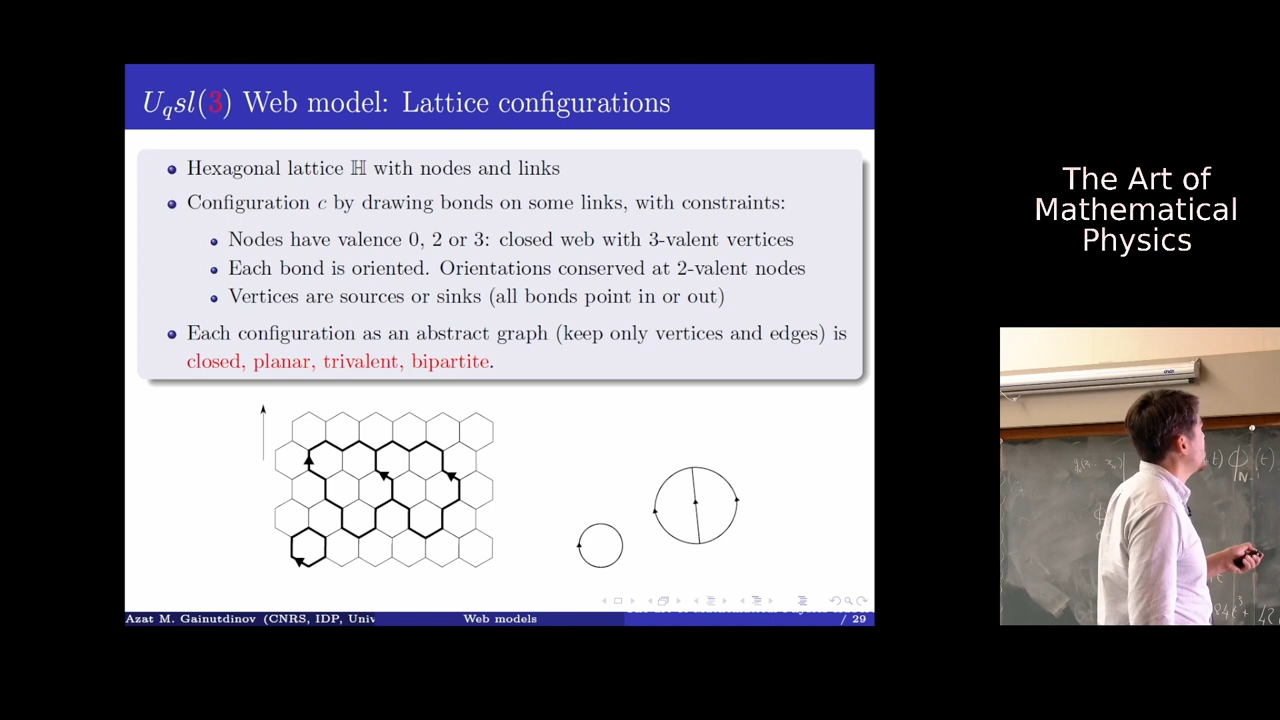 U_q sl(3) Web model: Lattice configurations
Hexagonal lattice ℍ with nodes and links
Configuration c by drawing bonds on some links, with constraints:
Nodes have valence 0, 2 or 3: closed web with 3-valent vertices
Each bond is oriented. Orientations conserved at 2-valent nodes
Vertices are sources or sinks (all bonds point in or out)
Each configuration as an abstract graph (keep only vertices and edges) is
closed, planar, trivalent, bipartite.
Azat M. Gainutdinov (CNRS, IDP, Univ
Web models
/ 29
The Art of
Mathematical
Physics